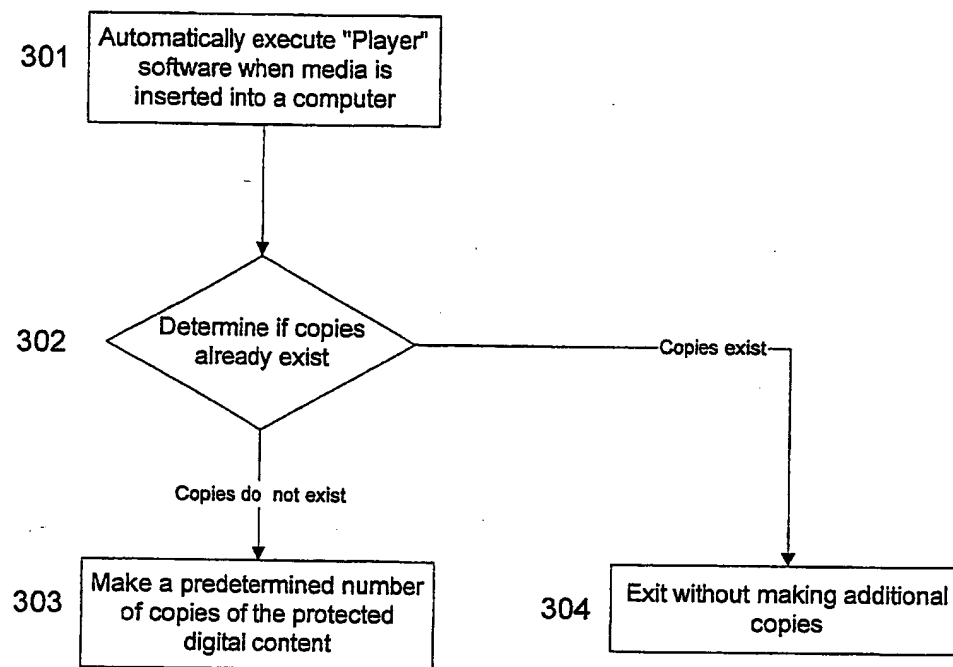 301
Automatically execute "Player"
software when media is
inserted into a computer
302
Determine if copies
already exist
Copies exist
Copies do not exist
303
Make a predetermined number
of copies of the protected
digital content
304
Exit without making additional
copies